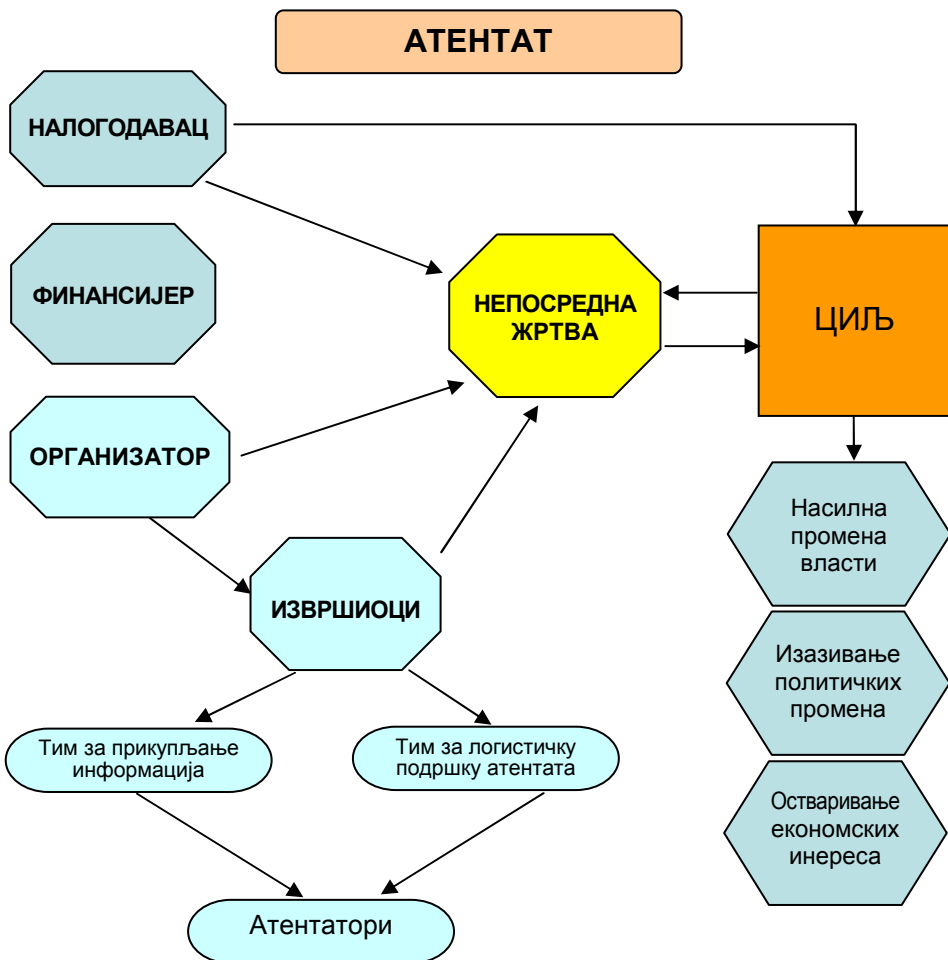 АТЕНТАТ
НАЛОГОДАВАЦ
ФИНАНСИЈЕР
НЕПОСРЕДНА
ЖРТВА
ЦИЉ
ОРГАНИЗАТОР
ИЗВРШИОЦИ
Насилна
промена
власти
Изазивање
политичких
промена
Тим за прикупљање
информација
Тим за логистичку
подршку атентата
Остваривање
економских
инереса
Атентатори